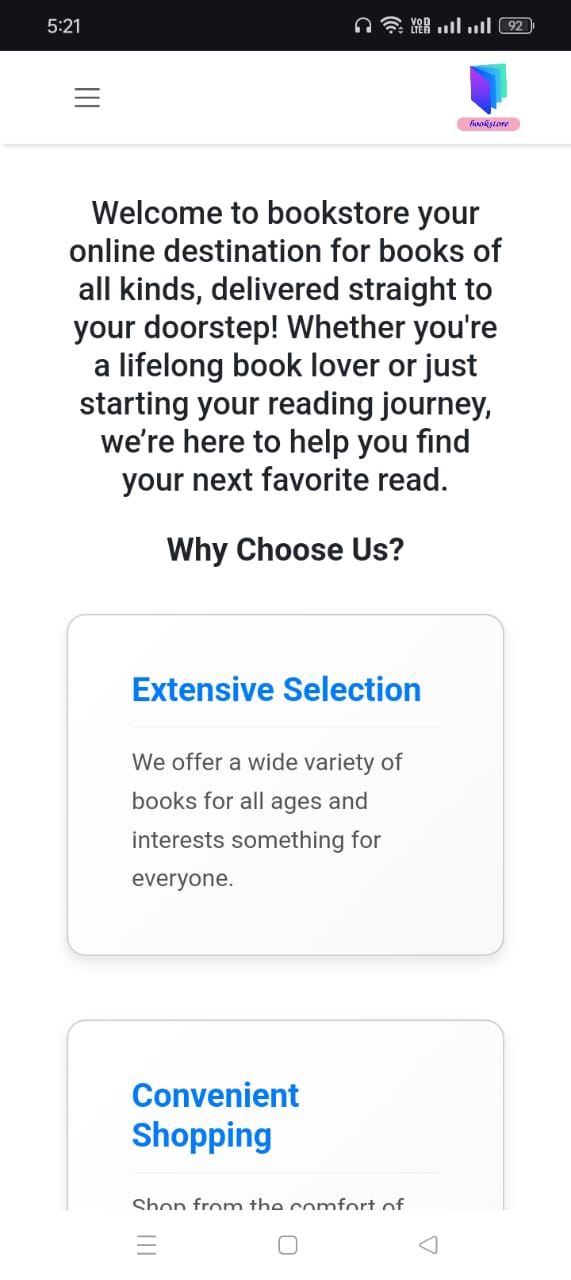 5:21
VoD
LTED
92
bookstore
Welcome to bookstore your
online destination for books of
all kinds, delivered straight to
your doorstep! Whether you're
a lifelong book lover or just
starting your reading journey,
we’re here to help you find
your next favorite read.
Why Choose Us?
Extensive Selection
We offer a wide variety of
books for all ages and
interests something for
everyone.
Convenient
Shopping
Shop from the comfort of